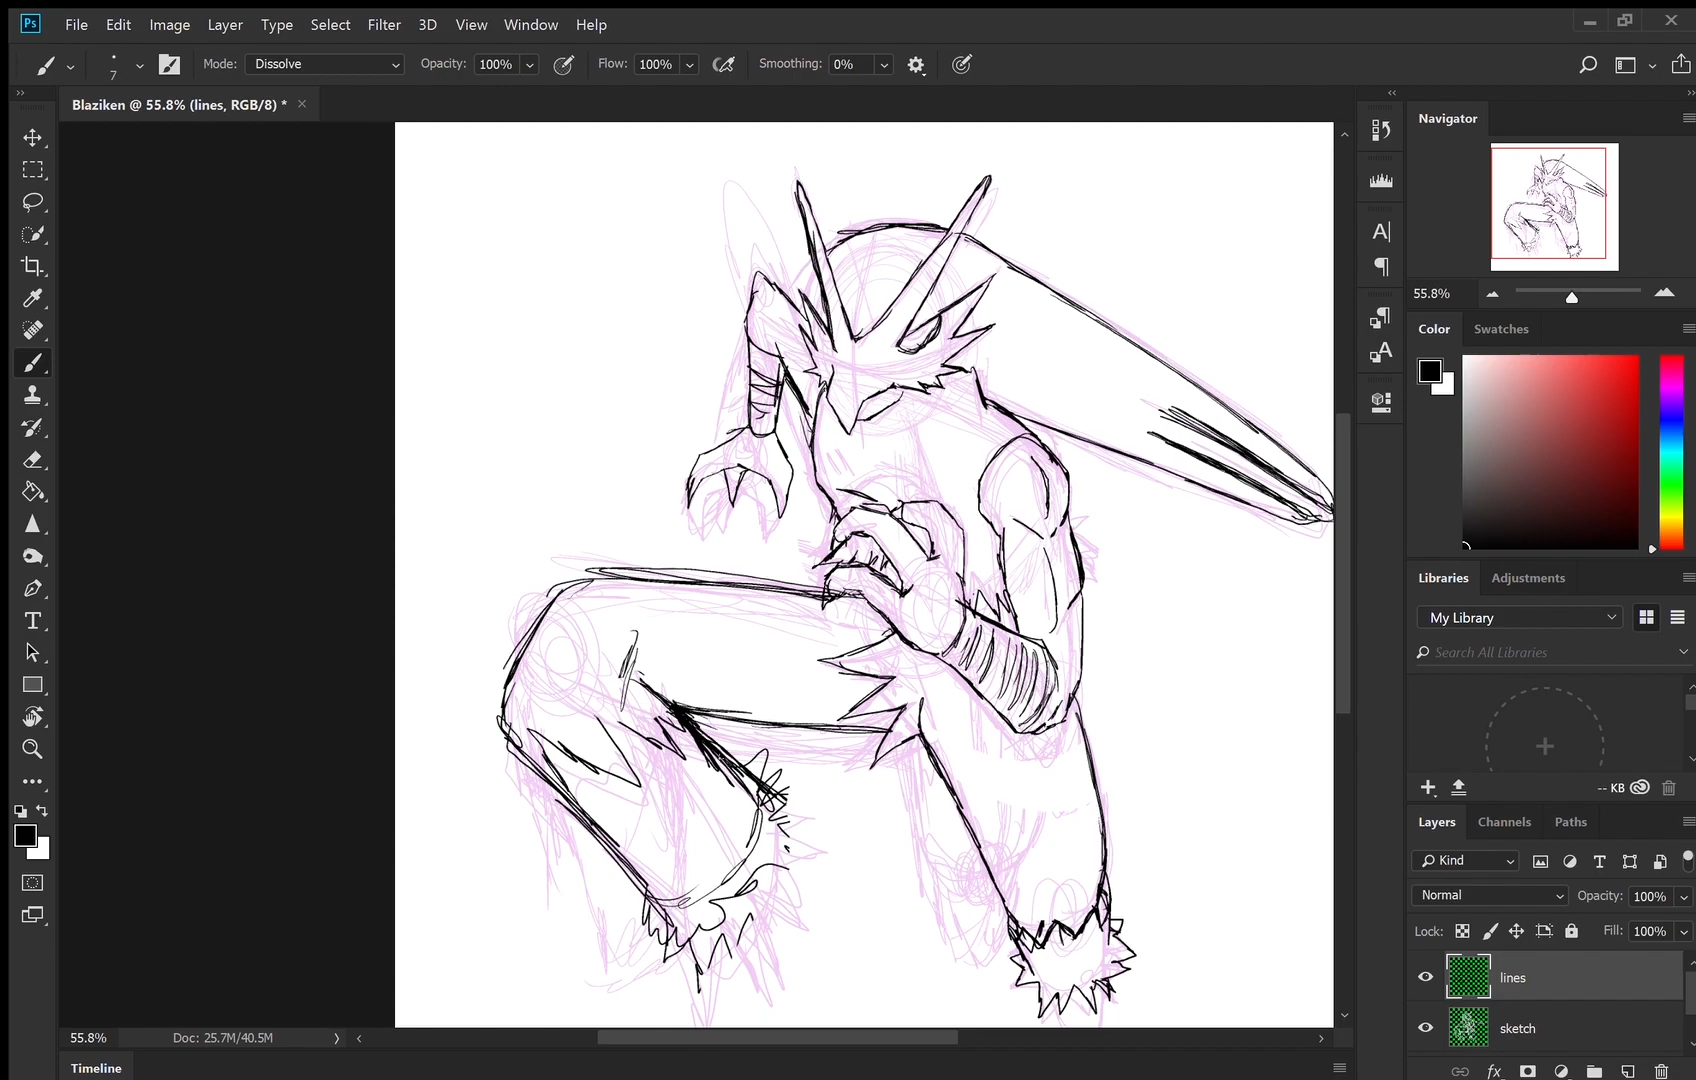 Ps File Edit Image Layer Type Select Filter 3D View Window Help
7 Mode: Dissolve Opacity: 100% Flow: 100% Smoothing: 0%
Blaziken @ 55.8% (lines, RGB/8) *
Navigator
55.8%
Color Swatches
Libraries Adjustments
My Library
Search All Libraries
-- KB
Layers Channels Paths
Kind
Normal Opacity: 100%
Lock: Fill: 100%
lines
sketch
fx
55.8% Doc: 25.7M/40.5M
Timeline